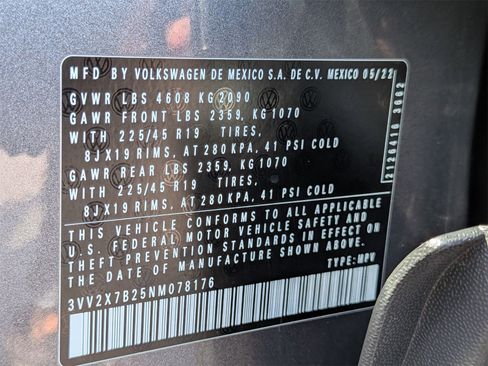 MFD BY VOLKSWAGEN DE MEXICO S.A. DE C.V. MEXICO 05/22
GVWR LBS 4608 KG2090
GAWR FRONT LBS 2359, KG1070
WITH 225/45 R19 TIRES,
8JX19 RIMS, AT 280 KPA, 41 PSI COLD
GAWR REAR LBS 2359, KG1070
WITH 225/45 R19 TIRES,
8JX19 RIMS, AT 280 KPA, 41 PSI COLD
THIS VEHICLE CONFORMS TO ALL APPLICABLE
U.S. FEDERAL MOTOR VEHICLE SAFETY AND
THEFT PREVENTION STANDARDS IN EFFECT ON
THE DATE OF MANUFACTURE SHOWN ABOVE.
3VV2X7B25NM078176 TYPE: MPV
21220416 3662